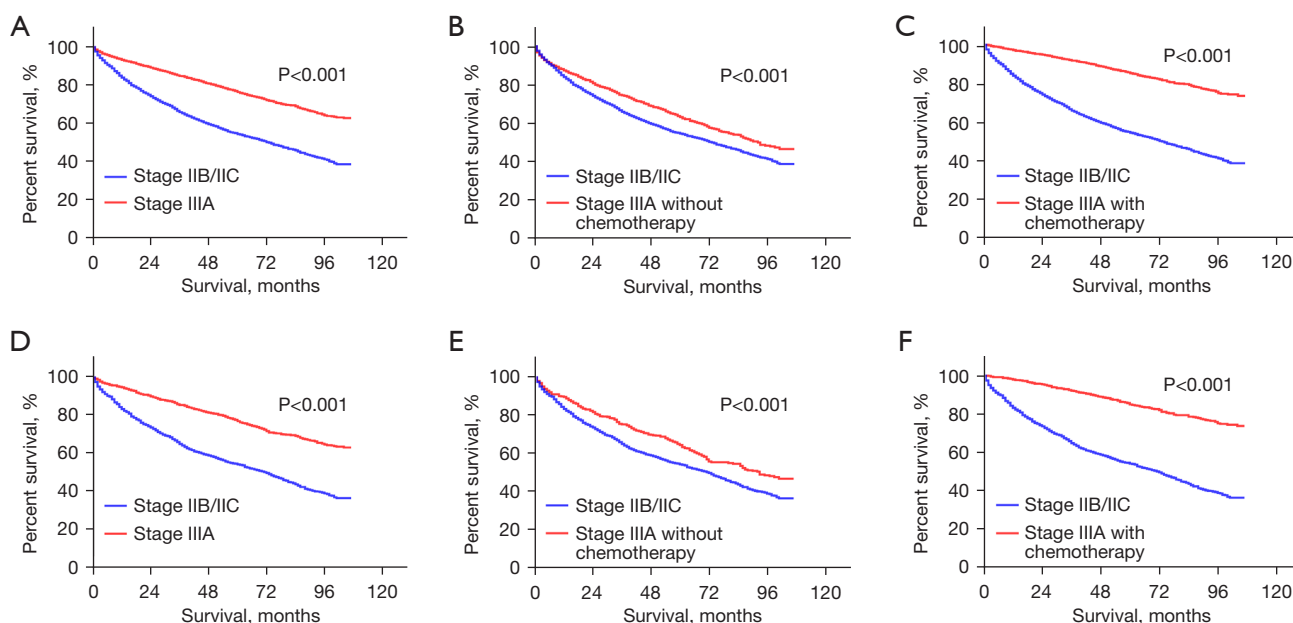 A
Percent survival, %
100
80
60
40
20
0
P<0.001
Stage IIB/IIC
Stage IIIA
0 24 48 72 96 120
Survival, months
B
Percent survival, %
100
80
60
40
20
0
P<0.001
Stage IIB/IIC
Stage IIIA without
chemotherapy
0 24 48 72 96 120
Survival, months
C
Percent survival, %
100
80
60
40
20
0
P<0.001
Stage IIB/IIC
Stage IIIA with
chemotherapy
0 24 48 72 96 120
Survival, months
D
Percent survival, %
100
80
60
40
20
0
P<0.001
Stage IIB/IIC
Stage IIIA
0 24 48 72 96 120
Survival, months
E
Percent survival, %
100
80
60
40
20
0
P<0.001
Stage IIB/IIC
Stage IIIA without
chemotherapy
0 24 48 72 96 120
Survival, months
F
Percent survival, %
100
80
60
40
20
0
P<0.001
Stage IIB/IIC
Stage IIIA with
chemotherapy
0 24 48 72 96 120
Survival, months